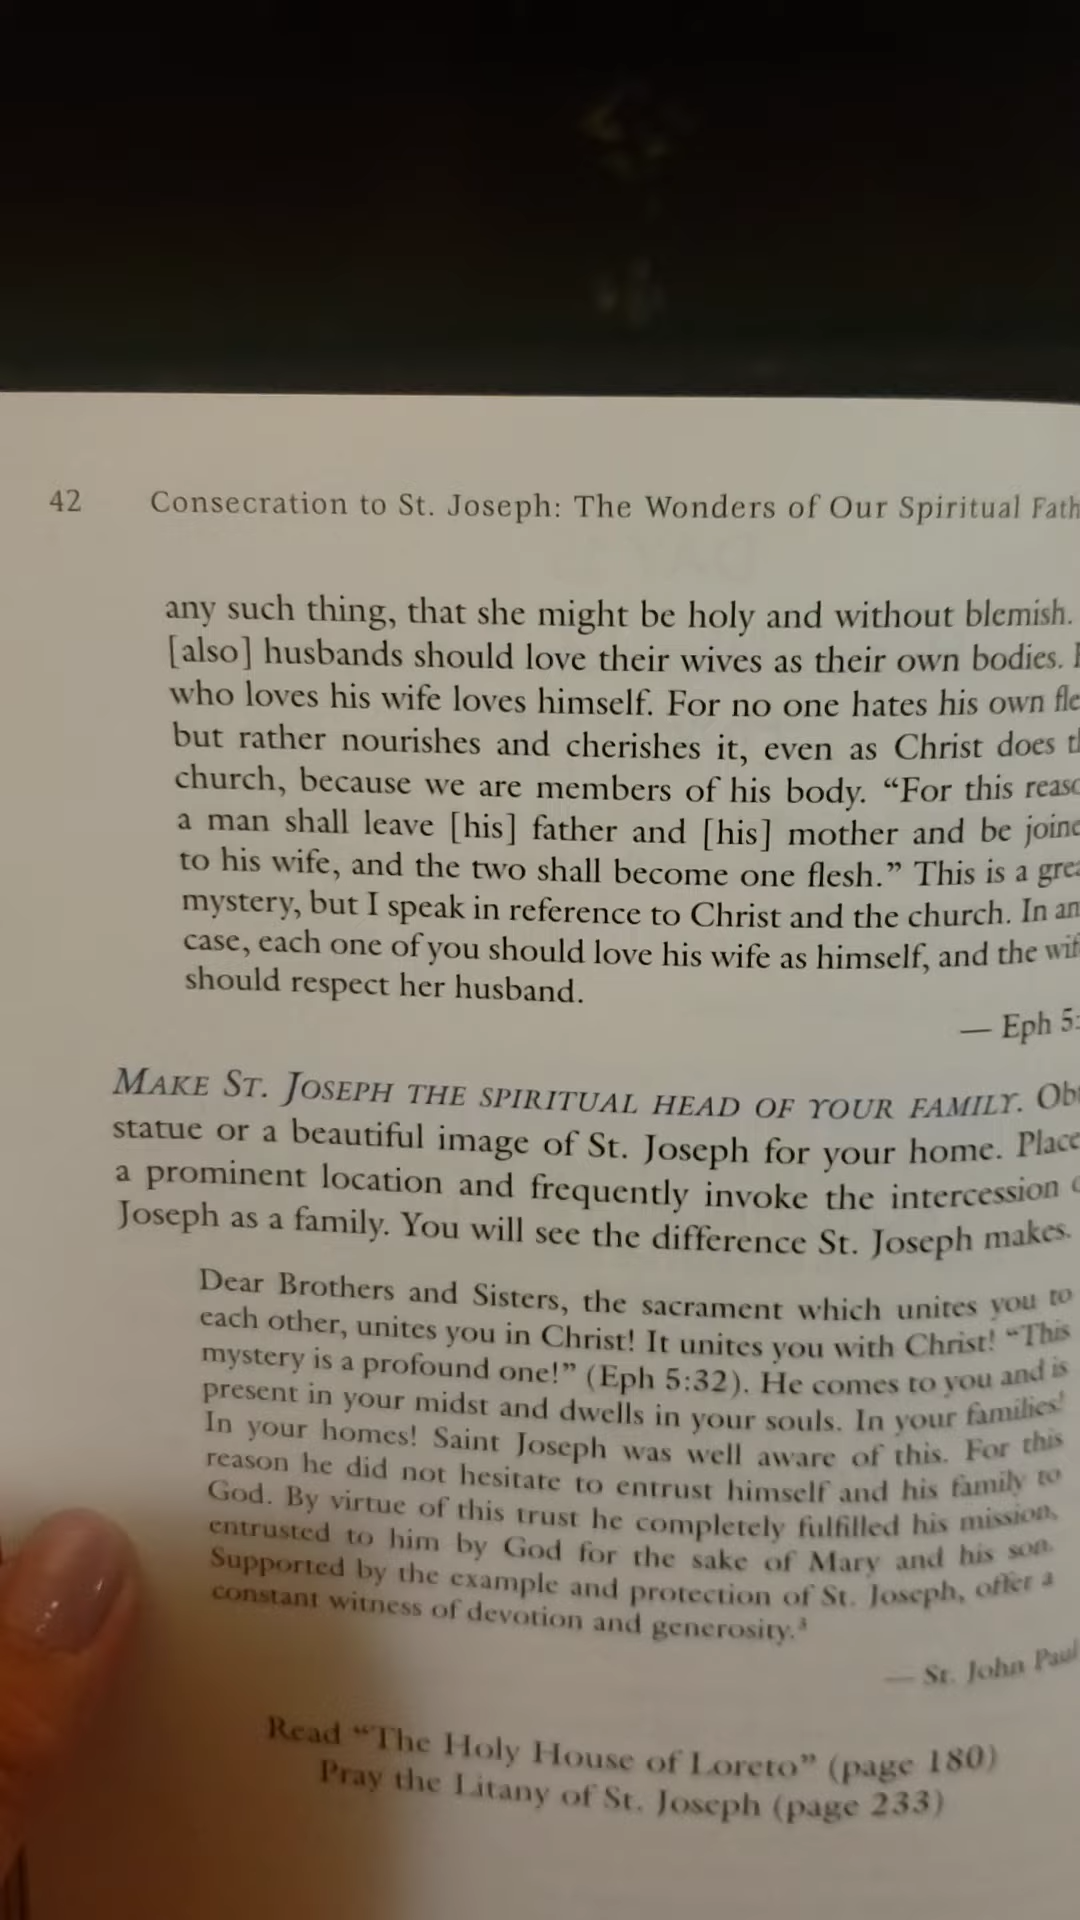 42 Consecration to St. Joseph: The Wonders of Our Spiritual
any such thing, that she might be holy and without blemish.
[also] husbands should love their wives as their own bodies.
who loves his wife loves himself. For no one hates his own
but rather nourishes and cherishes it, even as Christ does
church, because we are members of his body. “For this
a man shall leave [his] father and [his] mother and be
to his wife, and the two shall become one flesh.” This is a
mystery, but I speak in reference to Christ and the church. In
case, each one of you should love his wife as himself, and the
should respect her husband.
— Eph
MAKE ST. JOSEPH THE SPIRITUAL HEAD OF YOUR FAMILY.
statue or a beautiful image of St. Joseph for your home. Place
a prominent location and frequently invoke the intercession
Joseph as a family. You will see the difference St. Joseph makes.
Dear Brothers and Sisters, the sacrament which unites you to
each other, unites you in Christ! It unites you with Christ! “This
mystery is a profound one!” (Eph 5:32). He comes to you and is
present in your midst and dwells in your souls. In your families!
In your homes! Saint Joseph was well aware of this. For this
reason he did not hesitate to entrust himself and his family to
God. By virtue of this trust he completely fulfilled his mission,
entrusted to him by God for the sake of Mary and his son.
Supported by the example and protection of St. Joseph, offer a
constant witness of devotion and generosity.³
— St. John Paul
Read “The Holy House of Loreto” (page 180)
Pray the Litany of St. Joseph (page 233)